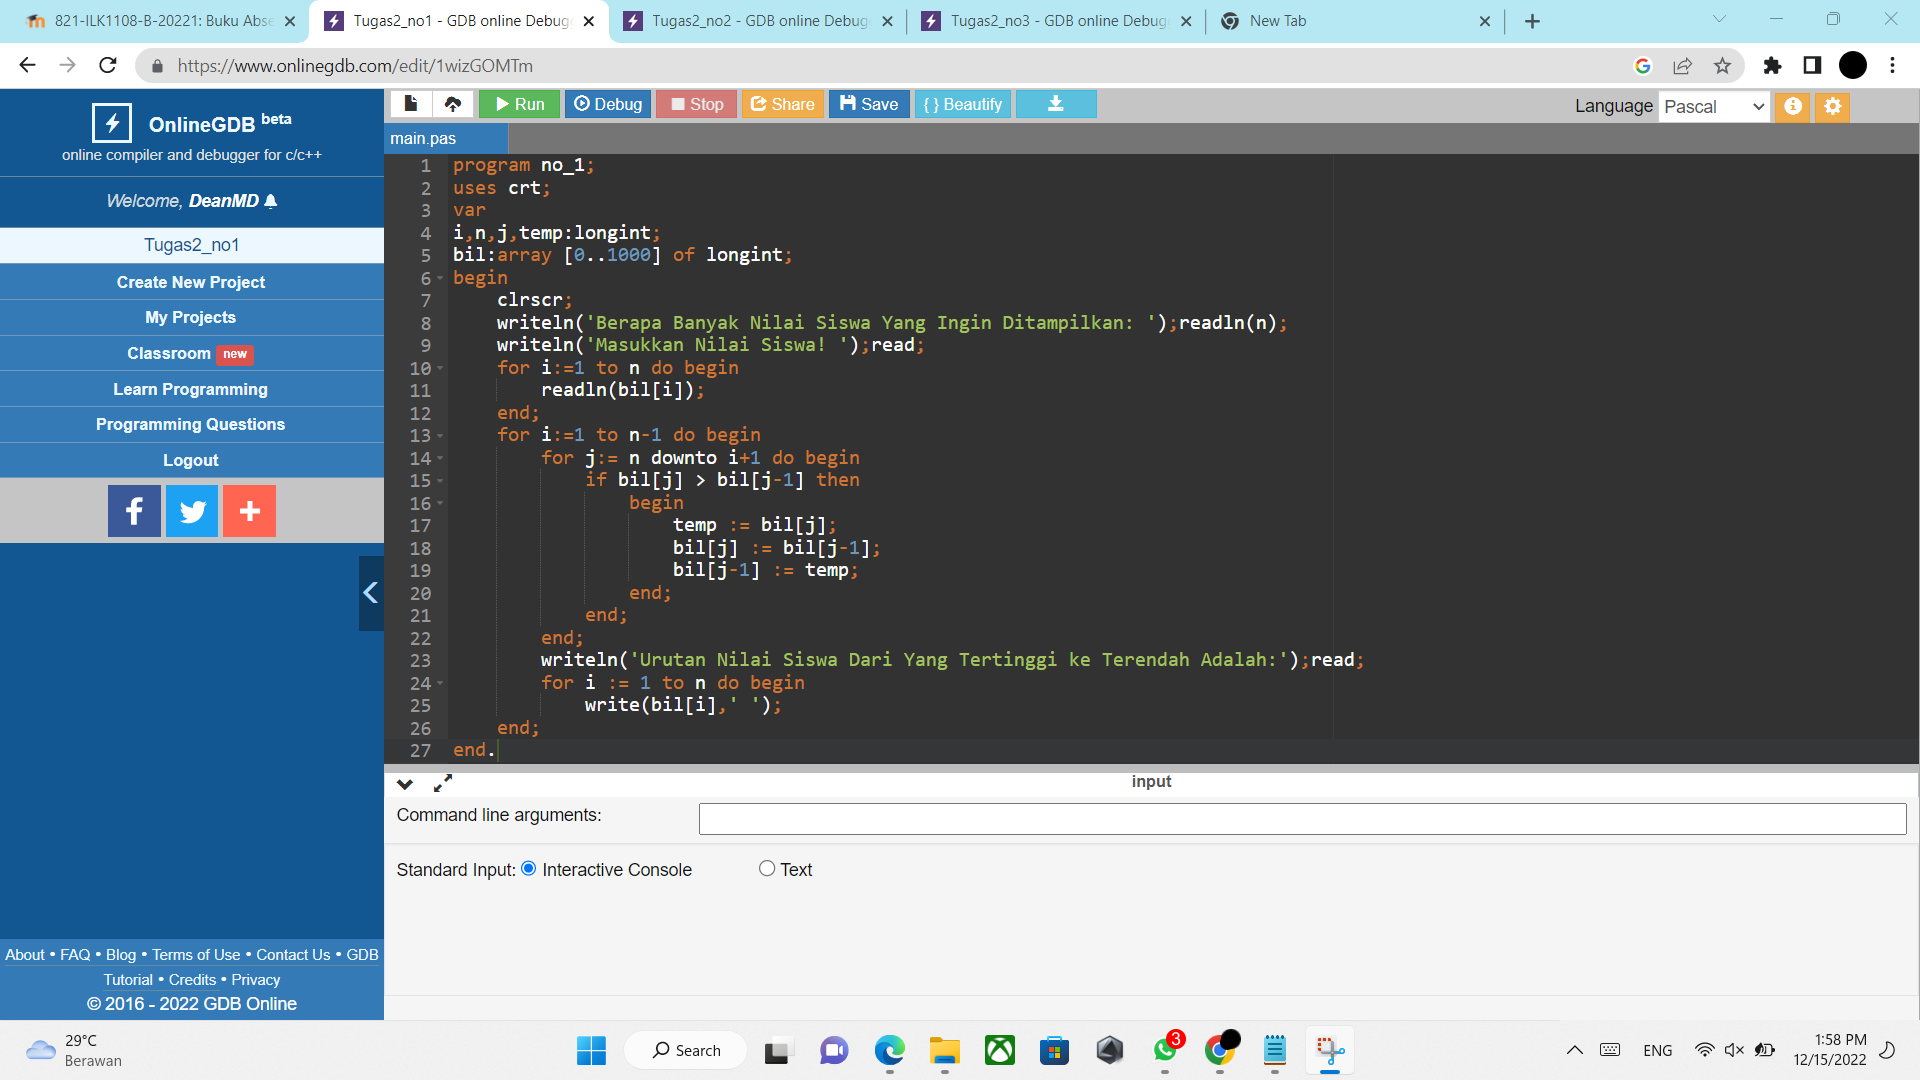 821-ILK1108-B-20221: Buku Abse
Tugas2_no1 - GDB online Debug
Tugas2_no2 - GDB online Debug
Tugas2_no3 - GDB online Debug
New Tab
https://www.onlinegdb.com/edit/1wizGOMTm
OnlineGDB beta
online compiler and debugger for c/c++
Welcome, DeanMD
Tugas2_no1
Create New Project
My Projects
Classroom new
Learn Programming
Programming Questions
Logout
About • FAQ • Blog • Terms of Use • Contact Us • GDB
Tutorial • Credits • Privacy
© 2016 - 2022 GDB Online
Run Debug Stop Share Save { } Beautify
Language Pascal
main.pas
1 program no_1;
2 uses crt;
3 var
4 i,n,j,temp:longint;
5 bil:array [0..1000] of longint;
6 begin
7 clrscr;
8 writeln('Berapa Banyak Nilai Siswa Yang Ingin Ditampilkan: ');readln(n);
9 writeln('Masukkan Nilai Siswa! ');read;
10 for i:=1 to n do begin
11 readln(bil[i]);
12 end;
13 for i:=1 to n-1 do begin
14 for j:= n downto i+1 do begin
15 if bil[j] > bil[j-1] then
16 begin
17 temp := bil[j];
18 bil[j] := bil[j-1];
19 bil[j-1] := temp;
20 end;
21 end;
22 end;
23 writeln('Urutan Nilai Siswa Dari Yang Tertinggi ke Terendah Adalah:');read;
24 for i := 1 to n do begin
25 write(bil[i],' ');
26 end;
27 end.
input
Command line arguments:
Standard Input: Interactive Console Text
29°C
Berawan
Search
3
ENG
1:58 PM
12/15/2022